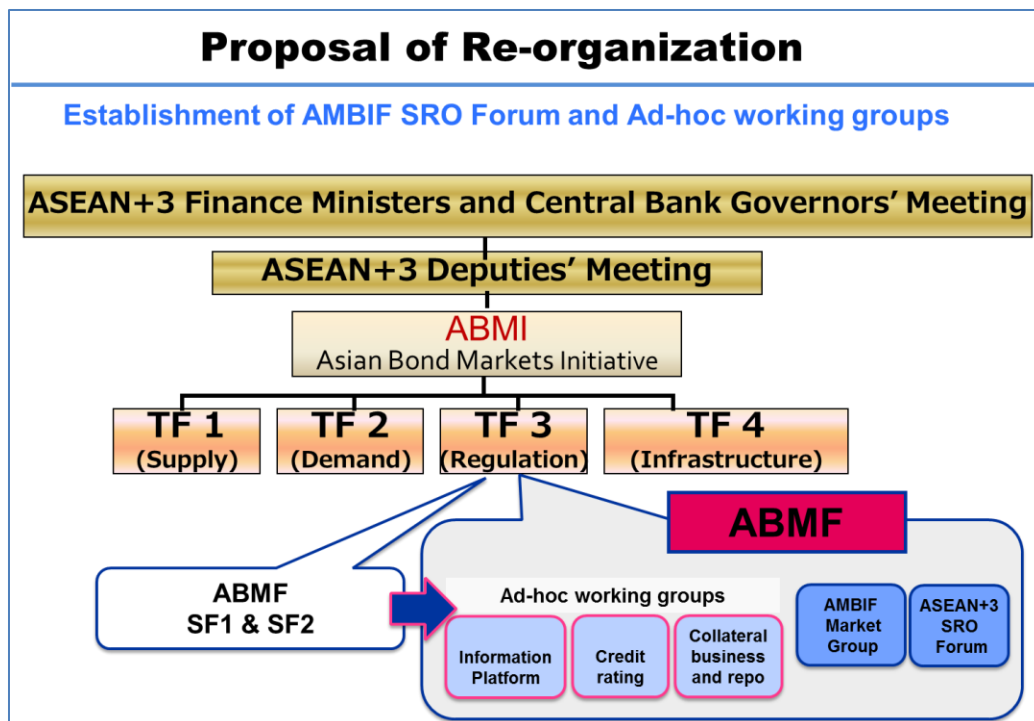 Proposal of Re-organization
Establishment of AMBIF SRO Forum and Ad-hoc working groups
ASEAN+3 Finance Ministers and Central Bank Governors’ Meeting
ASEAN+3 Deputies’ Meeting
ABMI
Asian Bond Markets Initiative
TF 1
(Supply)
TF 2
(Demand)
TF 3
(Regulation)
TF 4
(Infrastructure)
ABMF
SF1 & SF2
ABMF
Ad-hoc working groups
Information
Platform
Credit
rating
Collateral
business
and repo
AMBIF
Market
Group
ASEAN+3
SRO
Forum